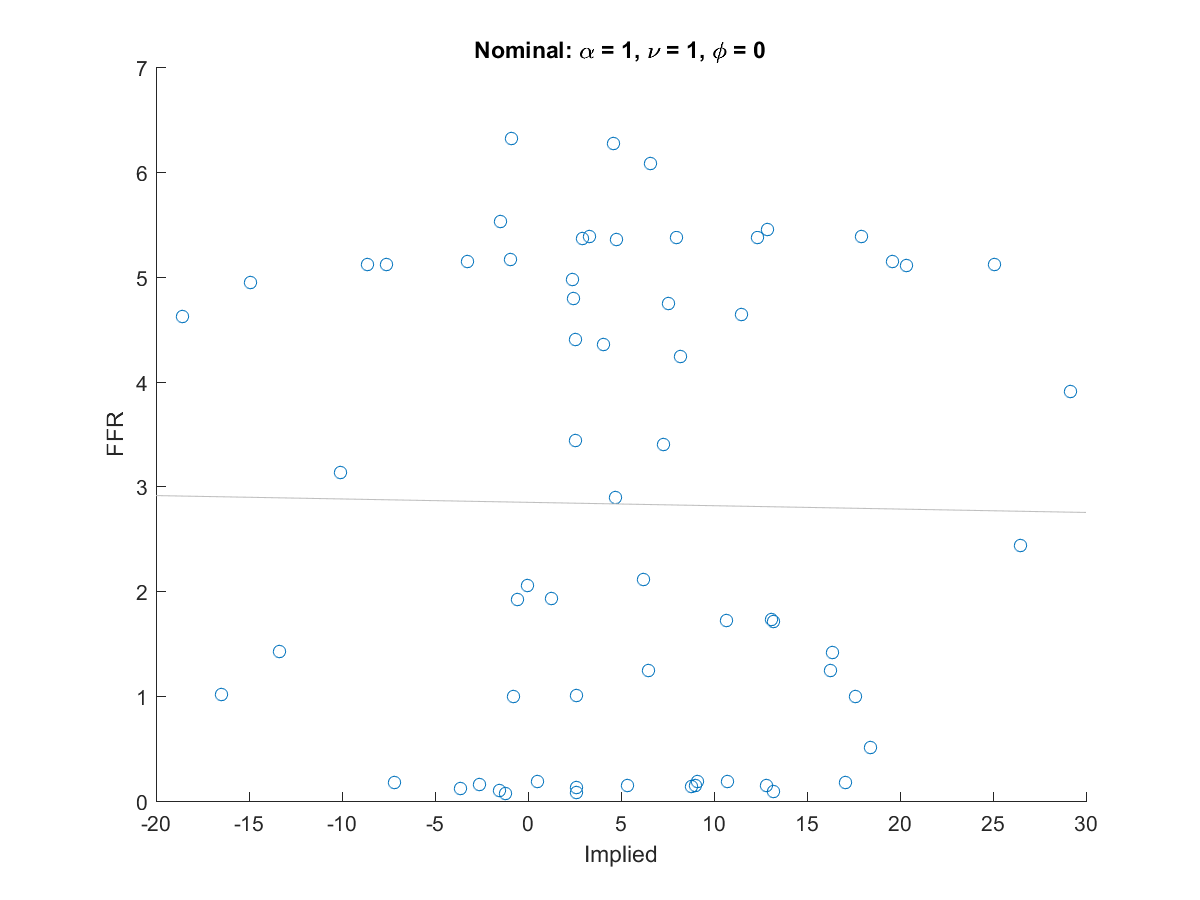 Nominal: α = 1, ν = 1, ϕ = 0
7
6
5
4
3
2
1
0
FFR
-20 -15 -10 -5 0 5 10 15 20 25 30
Implied